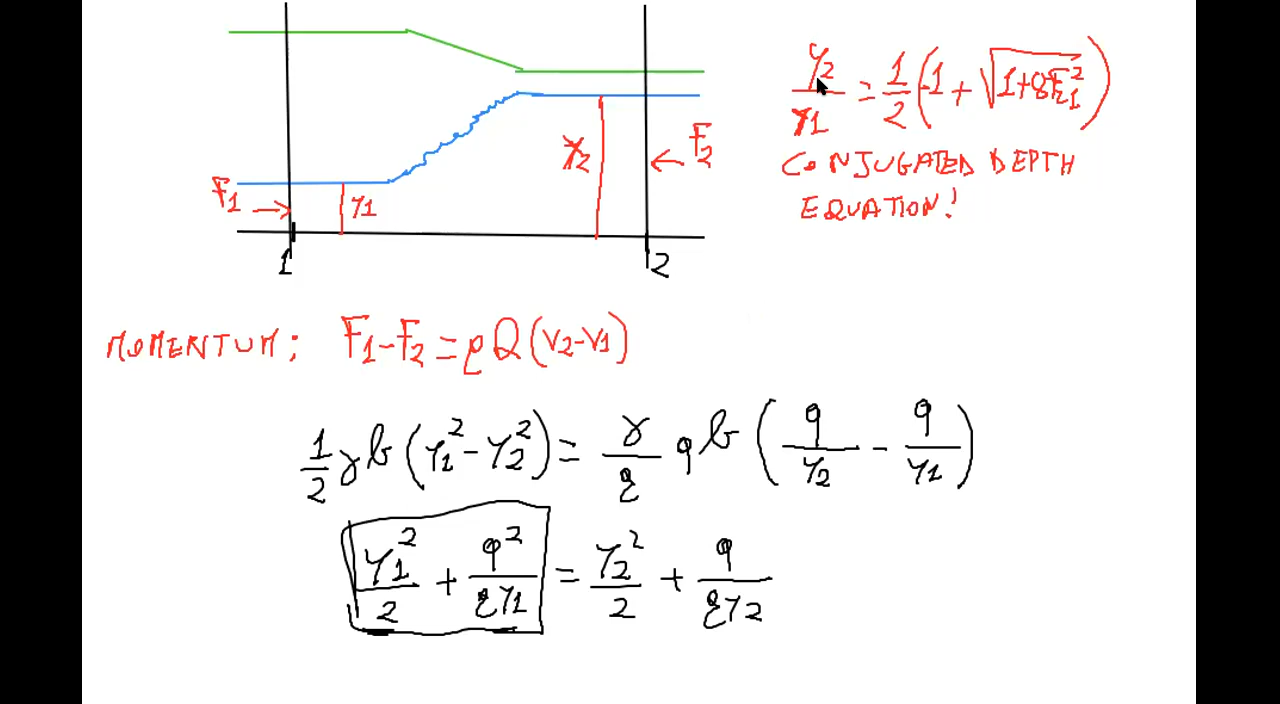 F1 →
y1
y2
← F2
1
2
y2/y1 = 1/2 (-1 + √(1+8Fr1²))
CONJUGATED DEPTH
EQUATION!
MOMENTUM: F1-F2 = ρQ(V2-V1)
1/2 γb (y1² - y2²) = γ/g qb (q/y2 - q/y1)
y1²/2 + q²/gy1 = y2²/2 + q/gy2